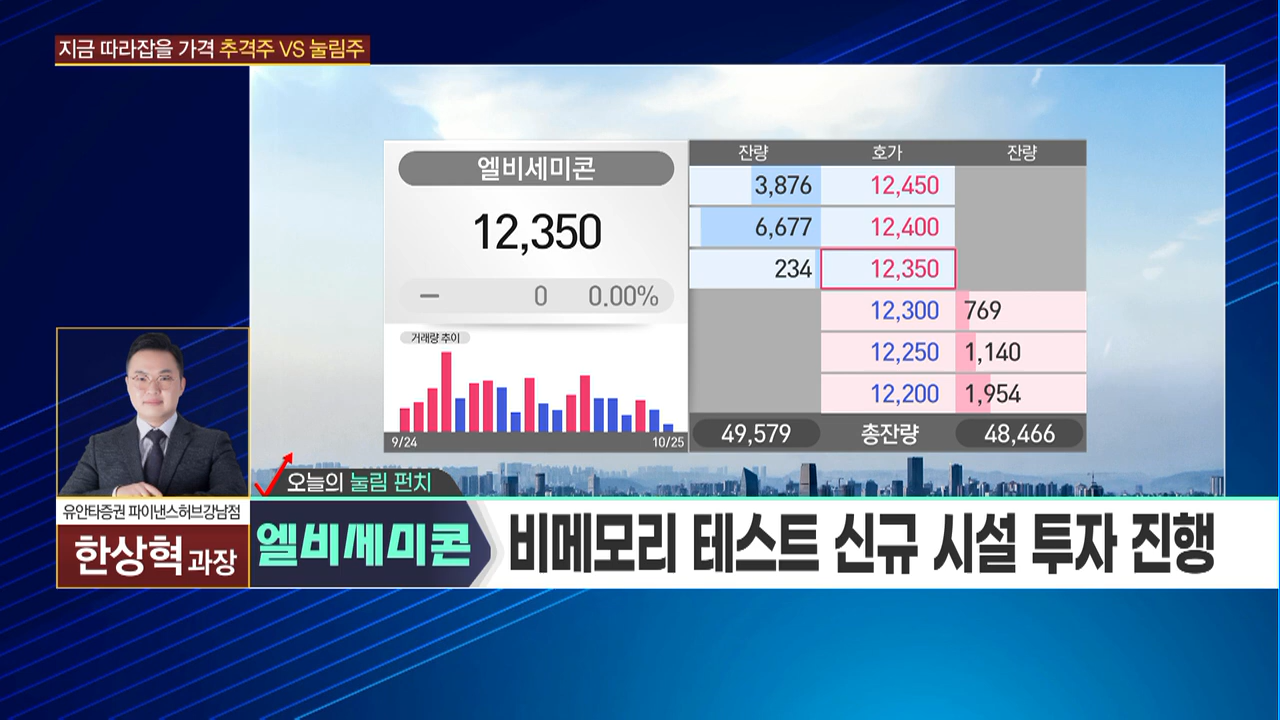 지금 따라잡을 가격 추격주 VS 눌림주
엘비세미콘
12,350
0 0.00%
거래량 추이
9/24 10/25
잔량 호가 잔량
3,876 12,450
6,677 12,400
234 12,350
12,300 769
12,250 1,140
12,200 1,954
49,579 총잔량 48,466
오늘의 눌림 펀치
유안타증권 파이낸스허브강남점
한상혁 과장
엘비세미콘
비메모리 테스트 신규 시설 투자 진행